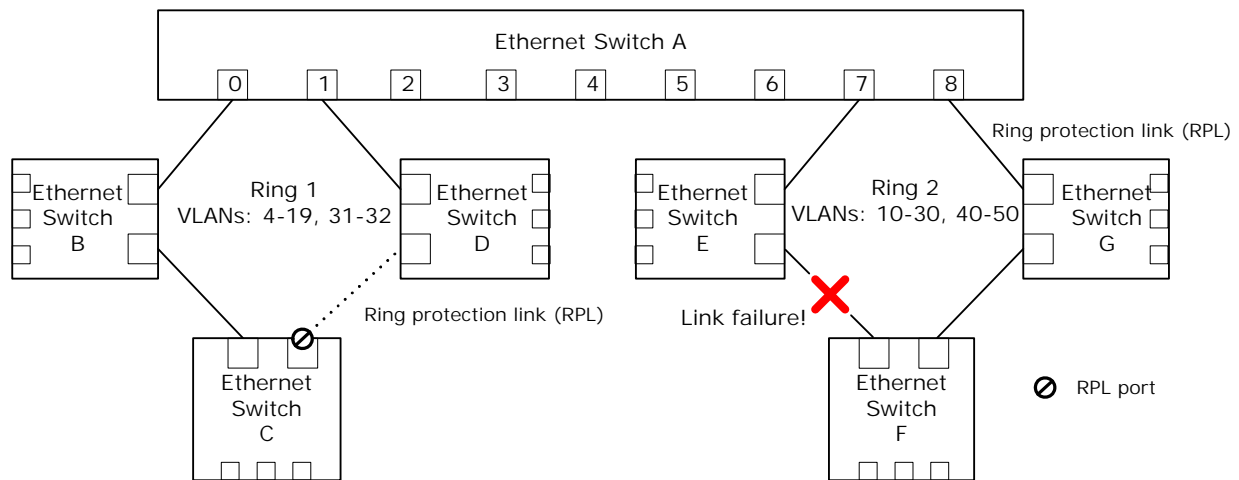 Ethernet Switch A
0 1 2 3 4 5 6 7 8
Ring protection link (RPL)
Ethernet
Switch
B
Ring 1
VLANs: 4-19, 31-32
Ethernet
Switch
D
Ethernet
Switch
E
Ring 2
VLANs: 10-30, 40-50
Ethernet
Switch
G
Ring protection link (RPL)
Link failure!
Ethernet
Switch
C
Ethernet
Switch
F
RPL port